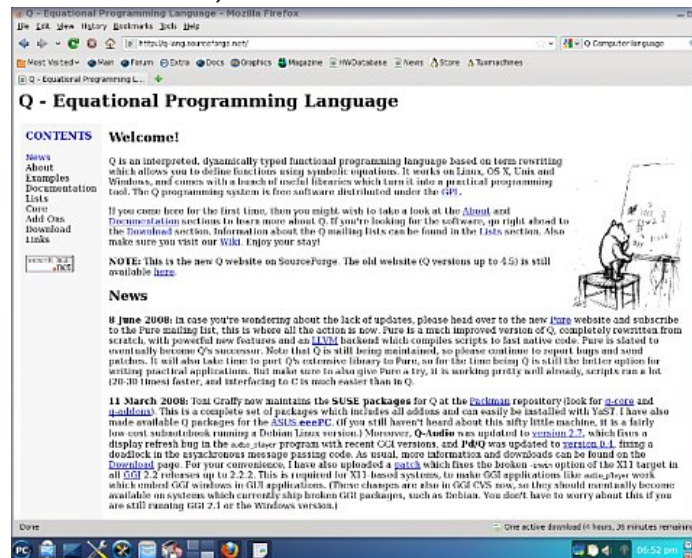 Q - Equational Programming Language - Mozilla Firefox
File Edit View History Bookmarks Tools Help
http://q-lang.sourceforge.net/
Q Computer language
Most Visited Main Forum Extra Docs Graphics Magazine HWDatabase News Store Tuxmachines
Q - Equational Programming L...
Q - Equational Programming Language
CONTENTS
News
About
Examples
Documentation
Lists
Core
Add Ons
Download
Links
.net
Welcome!
Q is an interpreted, dynamically typed functional programming language based on term rewriting
which allows you to define functions using symbolic equations. It works on Linux, OS X, Unix and
Windows, and comes with a bunch of useful libraries which turn it into a practical programming
tool. The Q programming system is free software distributed under the GPL.
If you come here for the first time, then you might wish to take a look at the About and
Documentation sections to learn more about Q. If you're looking for the software, go right ahead to
the Download section. Information about the Q mailing lists can be found in the Lists section. Also
make sure you visit our Wiki. Enjoy your stay!
NOTE: This is the new Q website on SourceForge. The old website (Q versions up to 4.5) is still
available here.
News
8 June 2008: In case you're wondering about the lack of updates, please head over to the new Pure website and subscribe
to the Pure mailing list, this is where all the action is now. Pure is a much improved version of Q, completely rewritten from
scratch, with powerful new features and an LLVM backend which compiles scripts to fast native code. Pure is slated to
eventually become Q's successor. Note that Q is still being maintained, so please continue to report bugs and send
patches. It will also take time to port Q's extensive library to Pure, so for the time being Q is still the better option for
writing practical applications. But make sure to also give Pure a try, it is working pretty well already, scripts run a lot
(20-30 times) faster, and interfacing to C is much easier than in Q.
11 March 2008: Toni Graffy now maintains the SUSE packages for Q at the Packman repository (look for q-core and
q-addons). This is a complete set of packages which includes all addons and can easily be installed with YaST. I have also
made available Q packages for the ASUS eeePC. (If you still haven't heard about this nifty little machine, it is a fairly
low cost subnotebook running a Debian Linux version.) Moreover, Q-Audio was updated to version 2.7, which fixes a
display refresh bug in the audio_player program with recent GGI versions, and Pd/Q was updated to version 0.4, fixing a
deadlock in the asynchronous message passing code. As usual, more information and downloads can be found on the
Download page. For your convenience, I have also uploaded a patch which fixes the broken option of the X11 target in
all GGI 2.2 releases up to 2.2.2. This is required for X11-based systems, to make GGI applications like audio_player work
which embed GGI windows in GUI applications. (These changes are also in GGI CVS now, so they should eventually become
available on systems which currently ship broken GGI packages, such as Debian. You don't have to worry about this if you
are still running GGI 2.1 or the Windows version.)
Done
One active download (4 hours, 36 minutes remaining
PC
06:52 pm